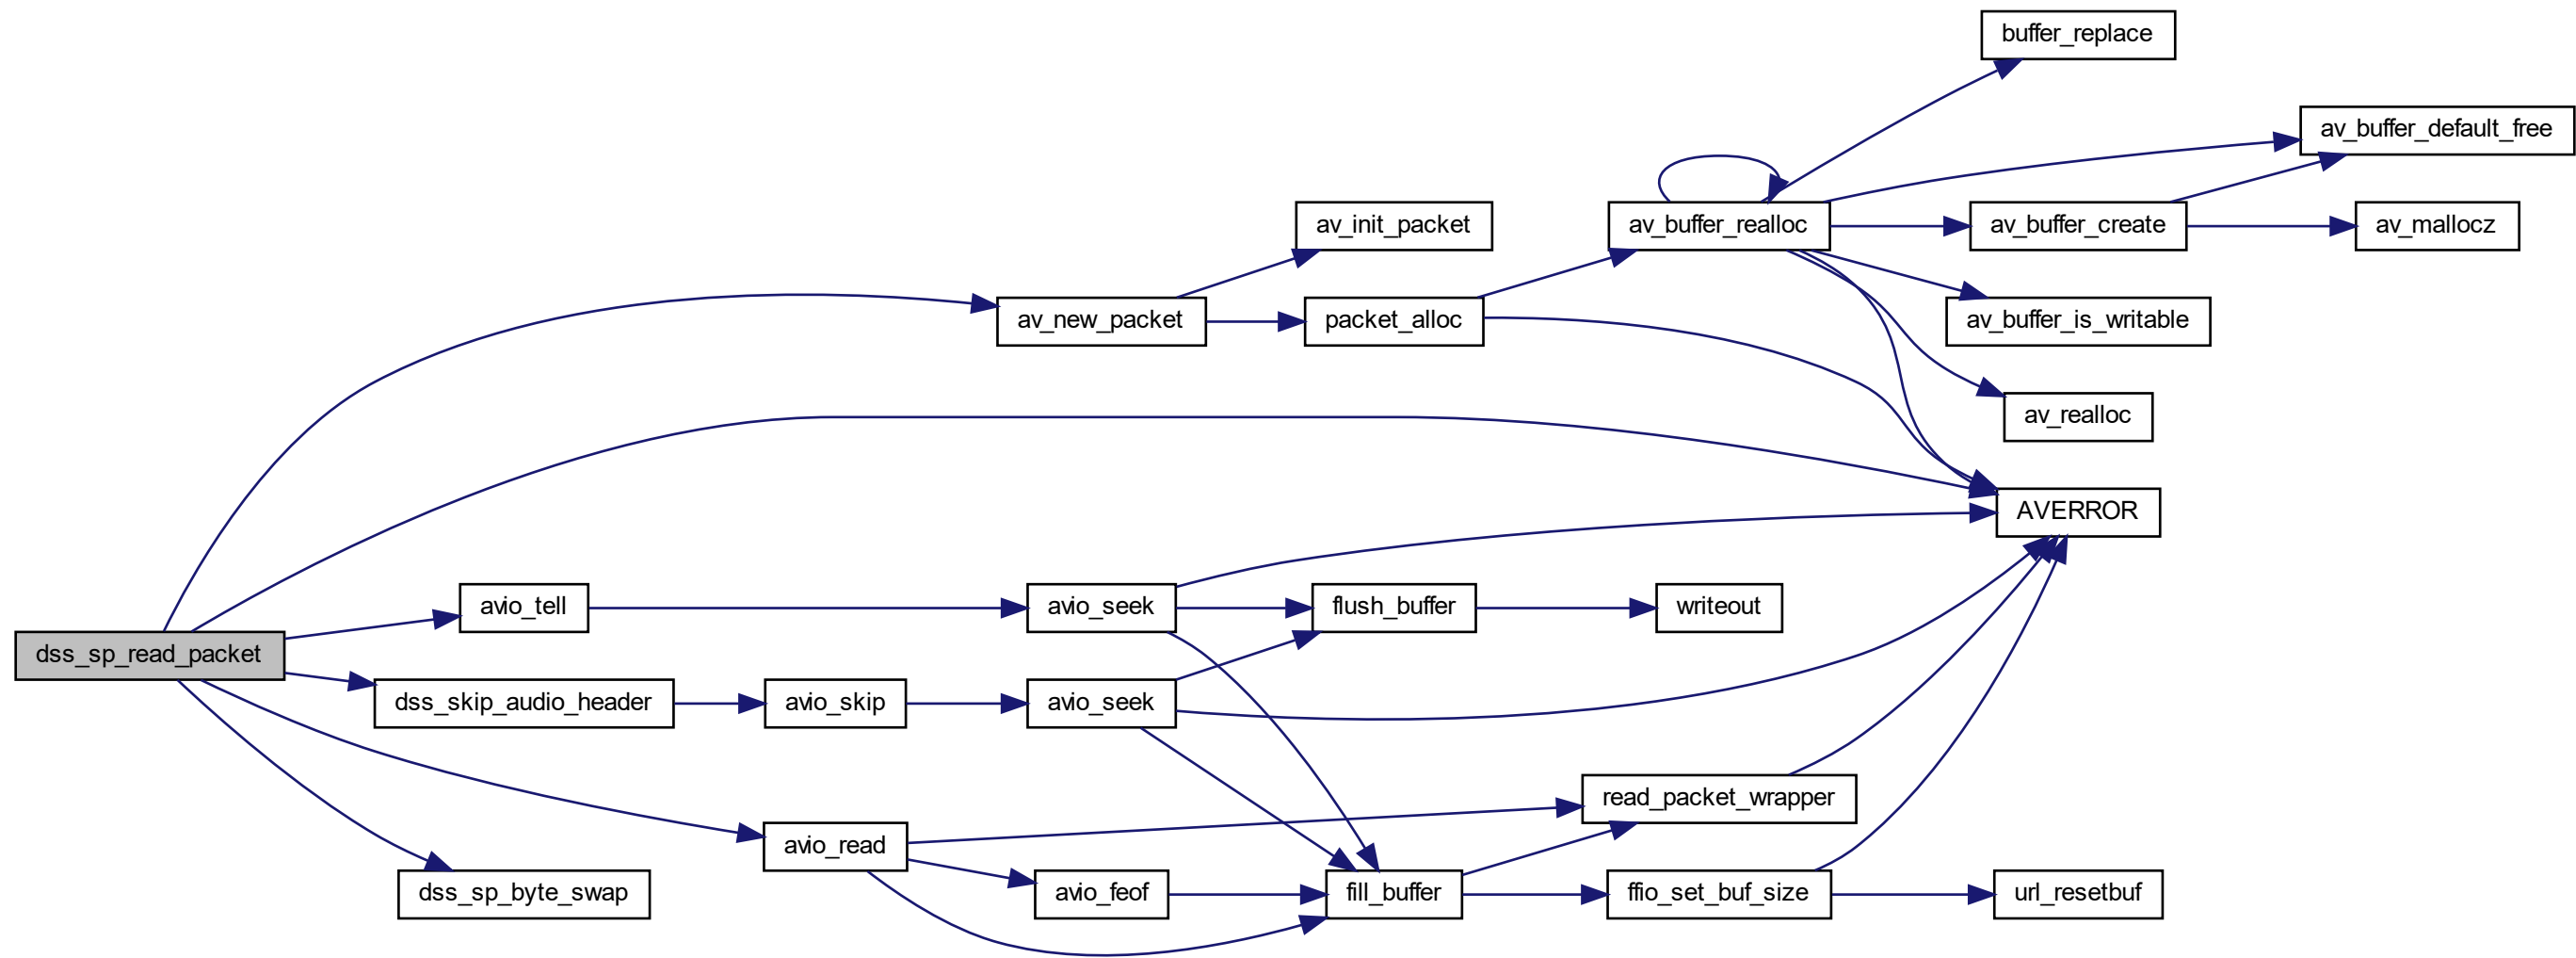 buffer_replace
av_buffer_default_free
av_init_packet
av_buffer_realloc
av_buffer_create
av_mallocz
av_new_packet
packet_alloc
av_buffer_is_writable
av_realloc
AVERROR
avio_tell
avio_seek
flush_buffer
writeout
dss_sp_read_packet
dss_skip_audio_header
avio_skip
avio_seek
read_packet_wrapper
avio_read
dss_sp_byte_swap
avio_feof
fill_buffer
ffio_set_buf_size
url_resetbuf